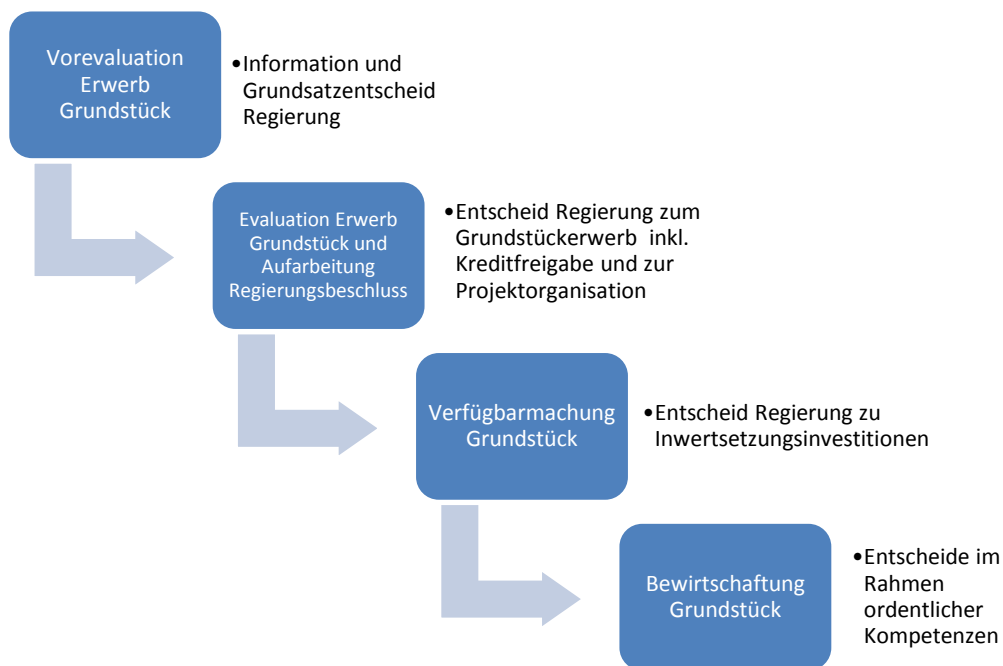 Vorevaluation
Erwerb
Grundstück
•Information und
Grundsatzentscheid
Regierung
Evaluation Erwerb
Grundstück und
Aufarbeitung
Regierungsbeschluss
•Entscheid Regierung zum
Grundstückerwerb inkl.
Kreditfreigabe und zur
Projektorganisation
Verfügbarmachung
Grundstück
•Entscheid Regierung zu
Inwertsetzungsinvestitionen
Bewirtschaftung
Grundstück
•Entscheide im
Rahmen
ordentlicher
Kompetenzen